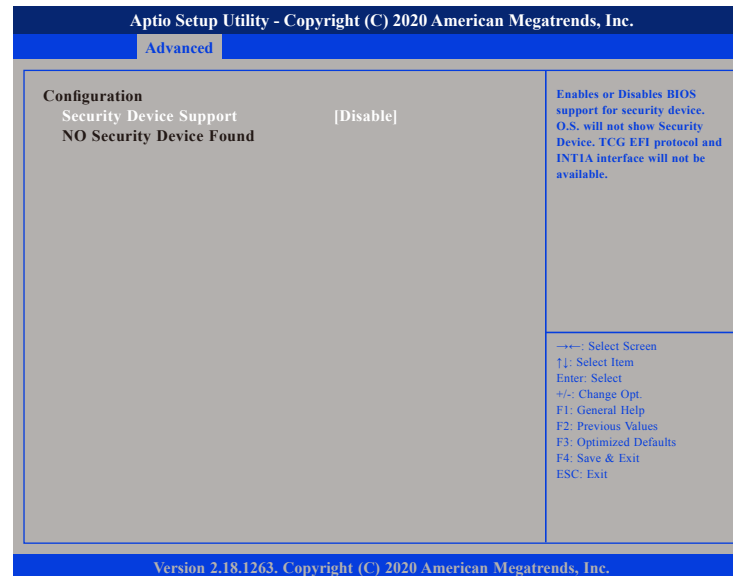 Aptio Setup Utility - Copyright (C) 2020 American Megatrends, Inc.
Advanced
Configuration
Security Device Support [Disable]
NO Security Device Found
Enables or Disables BIOS
support for security device.
O.S. will not show Security
Device. TCG EFI protocol and
INT1A interface will not be
available.
→←: Select Screen
↑↓: Select Item
Enter: Select
+/-: Change Opt.
F1: General Help
F2: Previous Values
F3: Optimized Defaults
F4: Save & Exit
ESC: Exit
Version 2.18.1263. Copyright (C) 2020 American Megatrends, Inc.